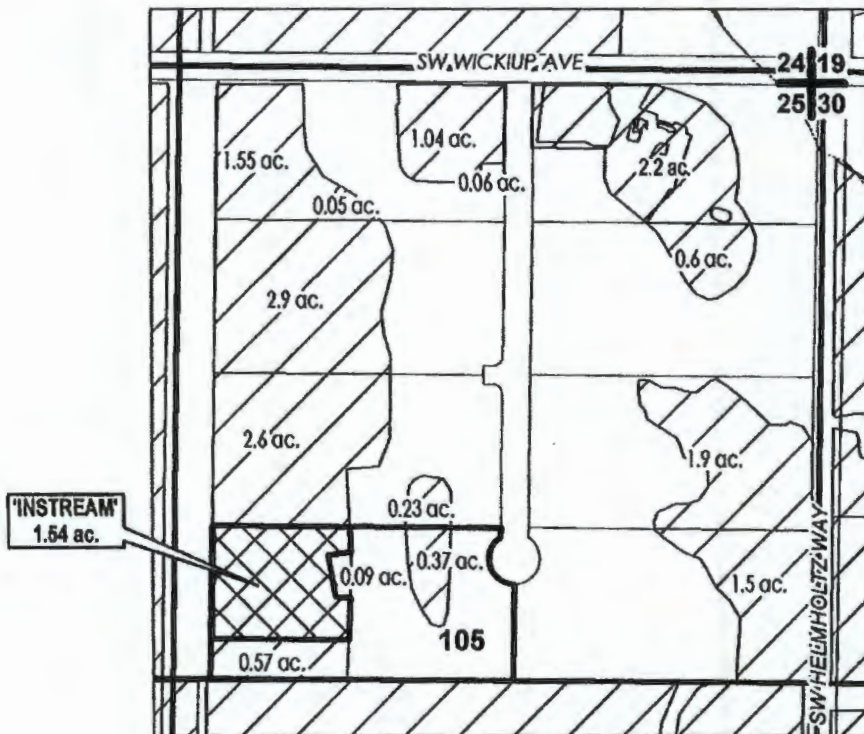 SW WICKIUP AVE
24 19
25 30
1.55 ac.
1.04 ac.
0.06 ac.
0.05 ac.
2.2 ac.
0.6 ac.
2.9 ac.
2.6 ac.
1.9 ac.
0.23 ac.
'INSTREAM'
1.54 ac.
0.09 ac.
0.37 ac.
1.5 ac.
105
0.57 ac.
SW HELMHOLTZ WAY